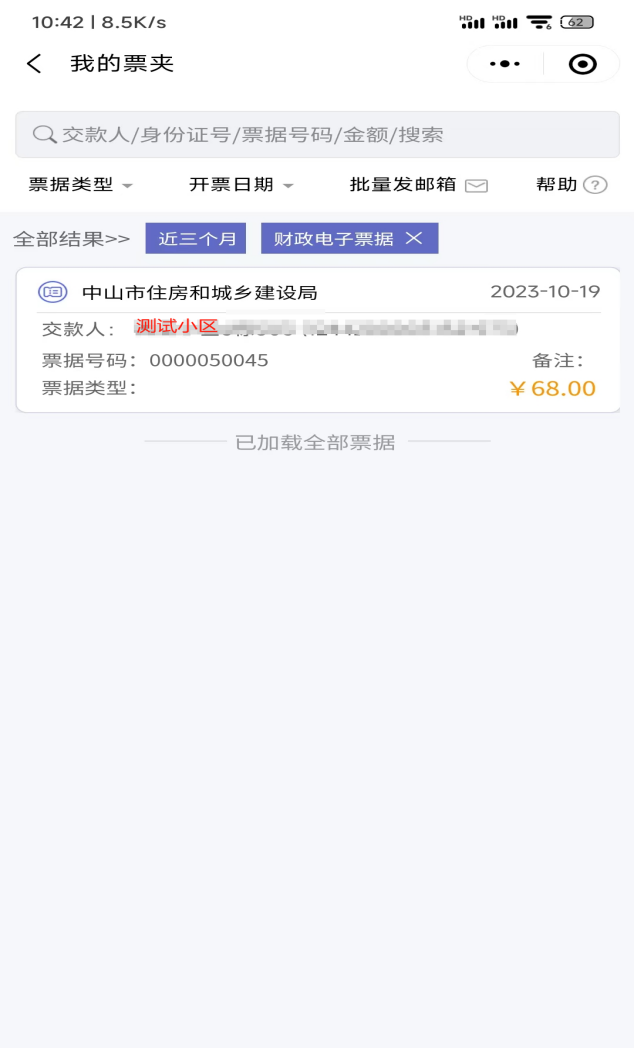 10:42 | 8.5K/s HD HD 6 62
我的票夹
交款人/身份证号/票据号码/金额/搜索
票据类型 开票日期 批量发邮箱 帮助 ?
全部结果>> 近三个月 财政电子票据 ×
中山市住房和城乡建设局 2023-10-19
交款人: 测试小区
票据号码: 0000050045 备注:
票据类型: ¥68.00
已加载全部票据